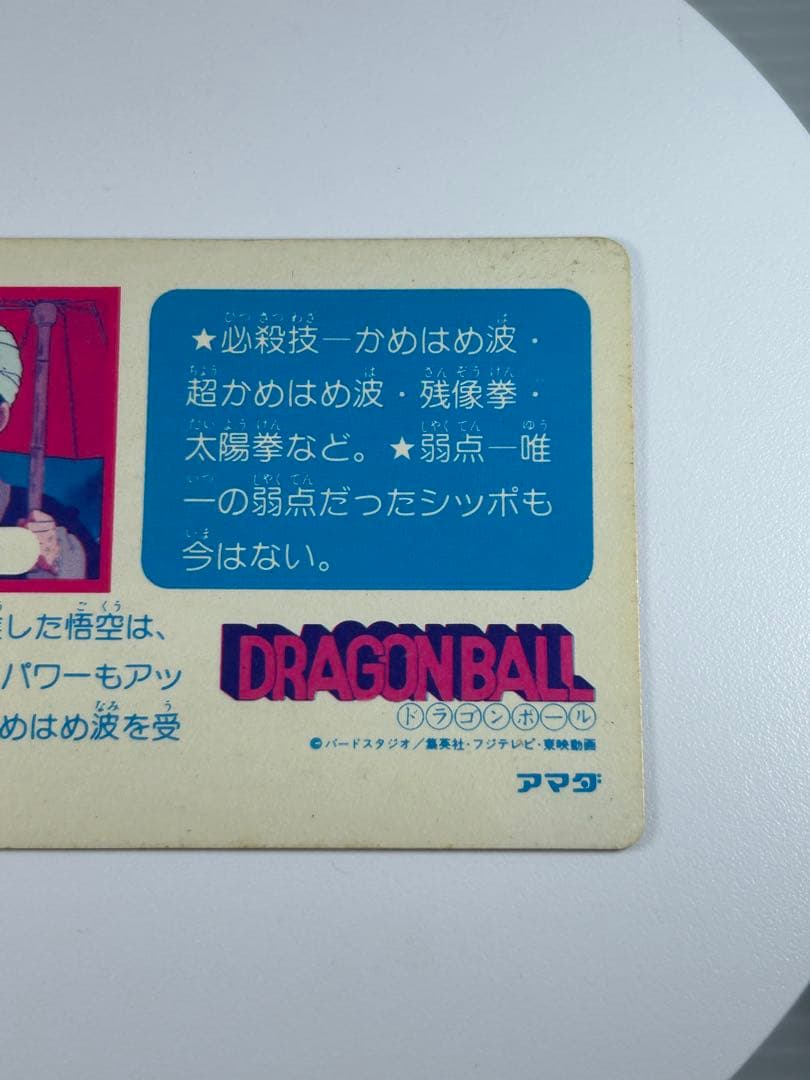 ★必殺技―かめはめ波・
超かめはめ波・残像拳・
太陽拳など。★弱点―唯
一の弱点だったシッポも
今はない。
した悟空は、
パワーもアッ
めはめ波を受
DRAGON BALL
ドラゴンボール
©バードスタジオ／集英社・フジテレビ・東映動画
アマダ